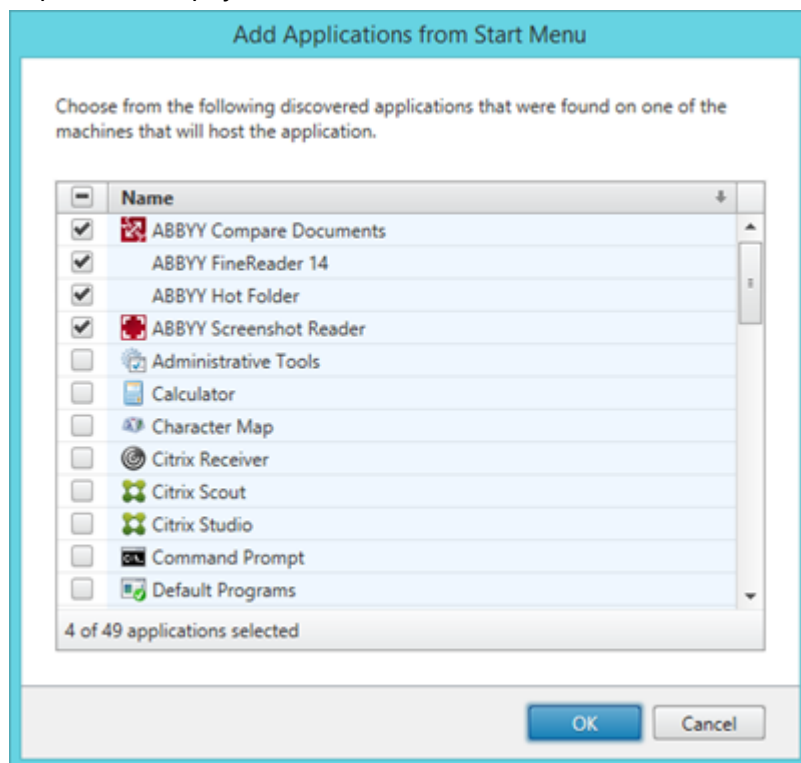 Add Applications from Start Menu
Choose from the following discovered applications that were found on one of the
machines that will host the application.
Name
ABBYY Compare Documents
ABBYY FineReader 14
ABBYY Hot Folder
ABBYY Screenshot Reader
Administrative Tools
Calculator
Character Map
Citrix Receiver
Citrix Scout
Citrix Studio
Command Prompt
Default Programs
4 of 49 applications selected
OK Cancel